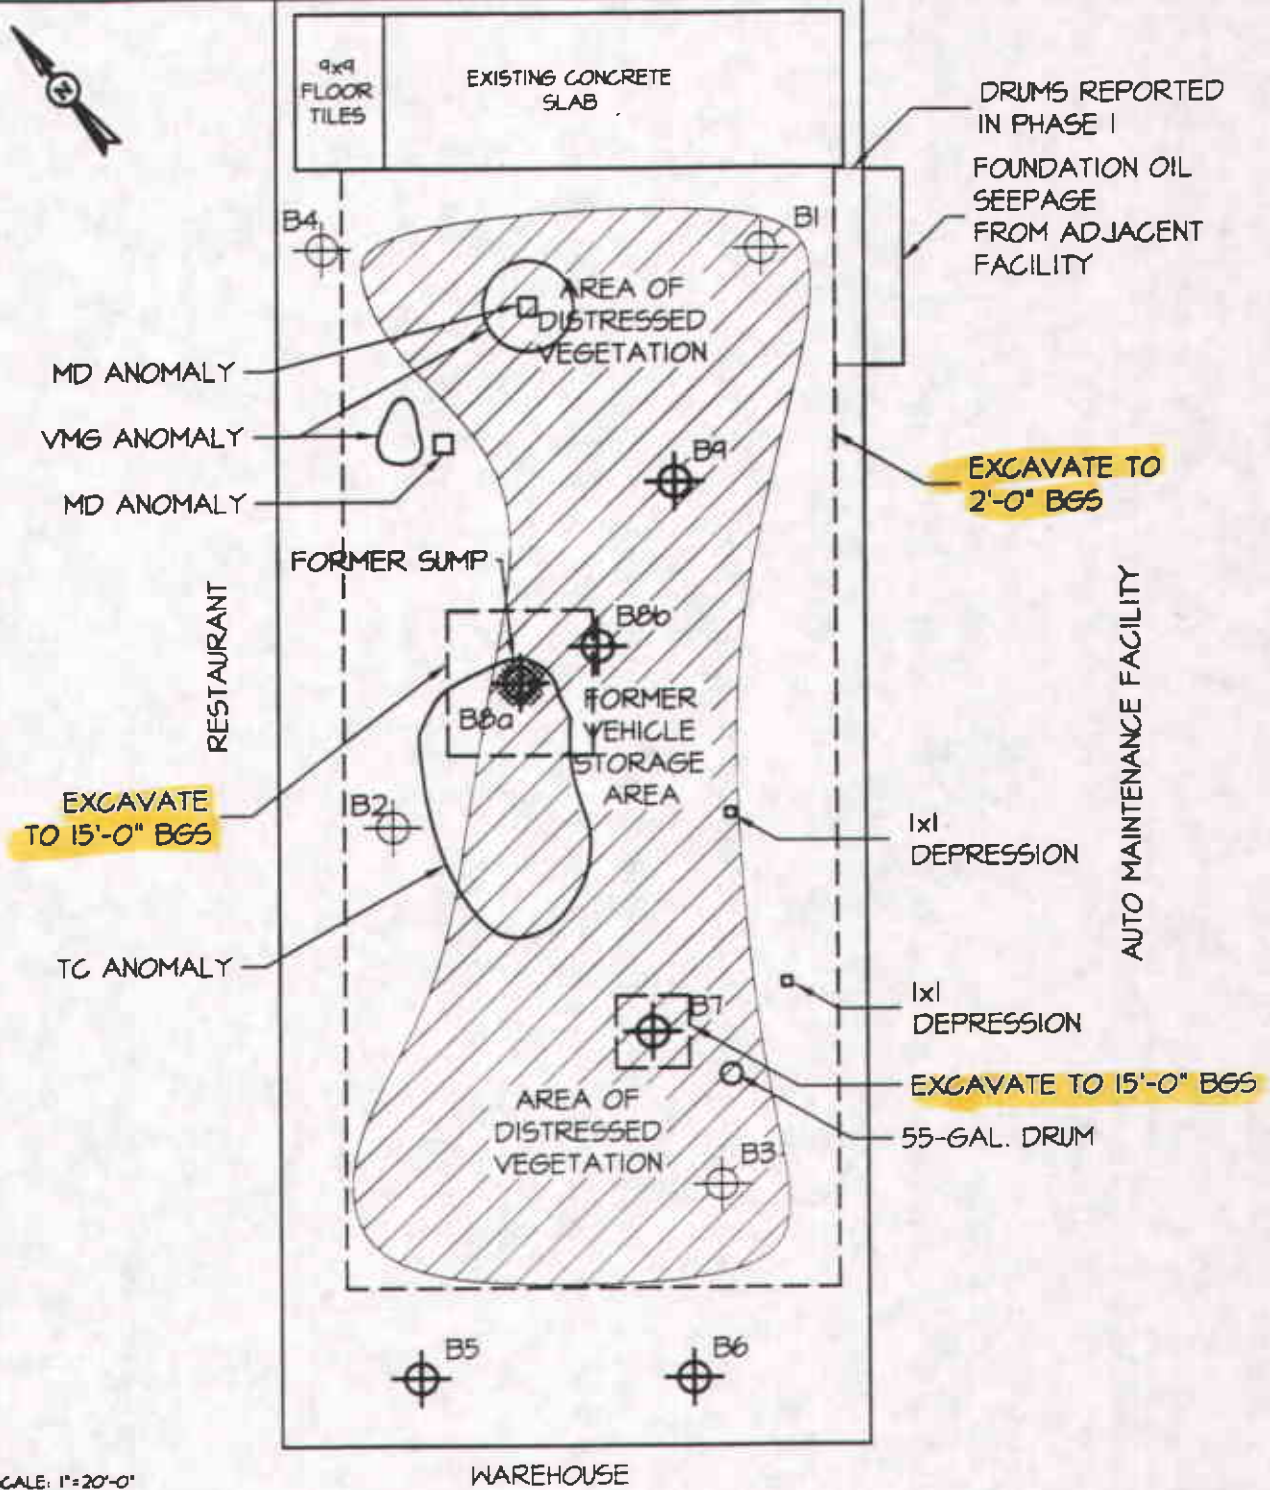 9x9
FLOOR
TILES
EXISTING CONCRETE
SLAB
N
DRUMS REPORTED
IN PHASE I
FOUNDATION OIL
SEEPAGE
FROM ADJACENT
FACILITY
B4
B1
AREA OF
DISTRESSED
VEGETATION
MD ANOMALY
VMG ANOMALY
MD ANOMALY
B9
EXCAVATE TO
2'-0" BGS
FORMER SUMP
RESTAURANT
B8b
B8a
FORMER
VEHICLE
STORAGE
AREA
AUTO MAINTENANCE FACILITY
EXCAVATE
TO 15'-0" BGS
B2
1x1
DEPRESSION
TC ANOMALY
1x1
DEPRESSION
B7
EXCAVATE TO 15'-0" BGS
AREA OF
DISTRESSED
VEGETATION
55-GAL. DRUM
B3
B5
B6
CALE: 1"=20'-0"
WAREHOUSE